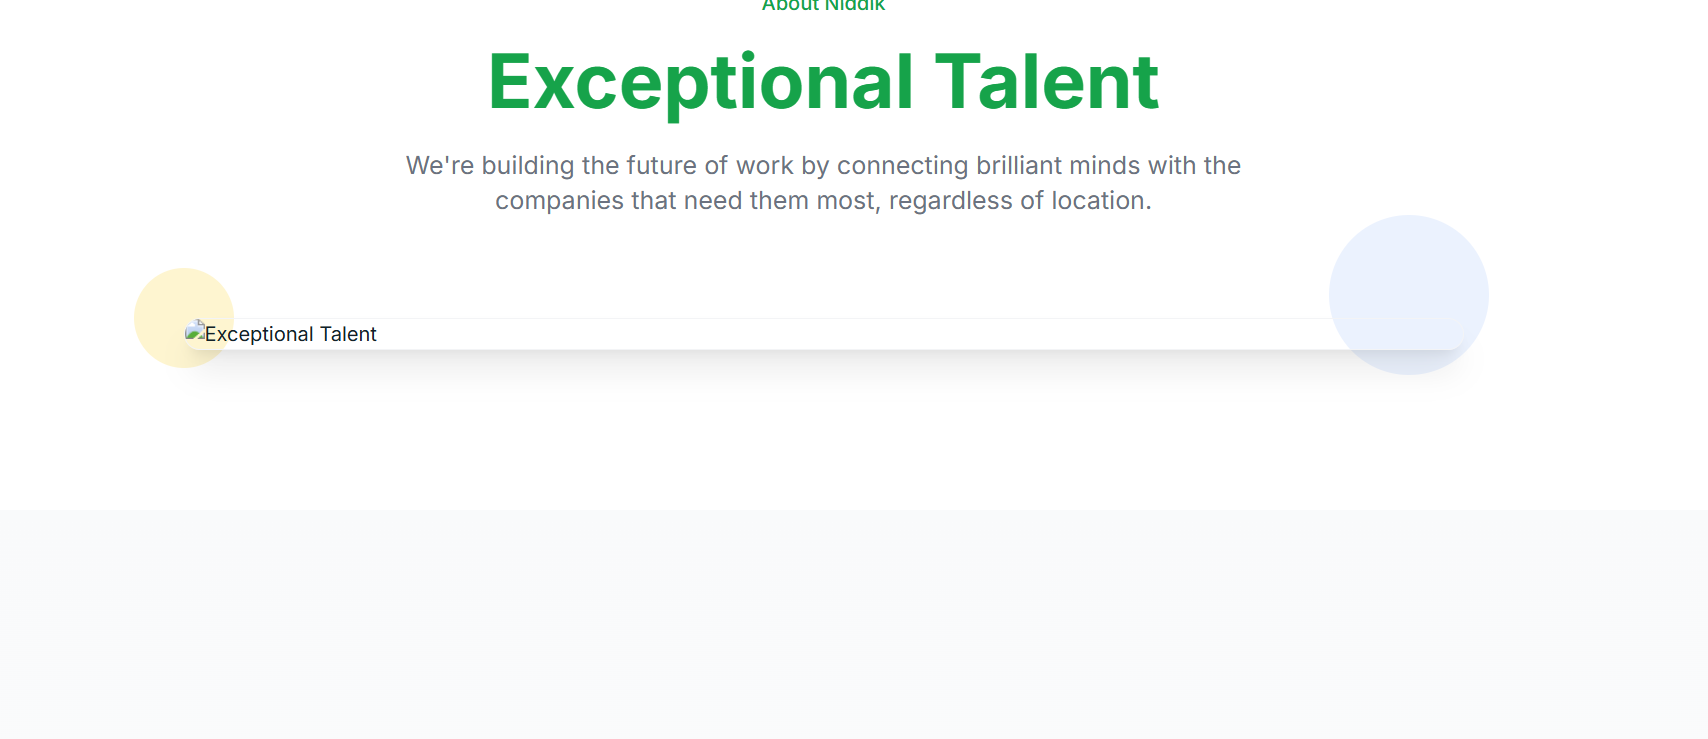 About Niddik
Exceptional Talent
We're building the future of work by connecting brilliant minds with the
companies that need them most, regardless of location.
Exceptional Talent